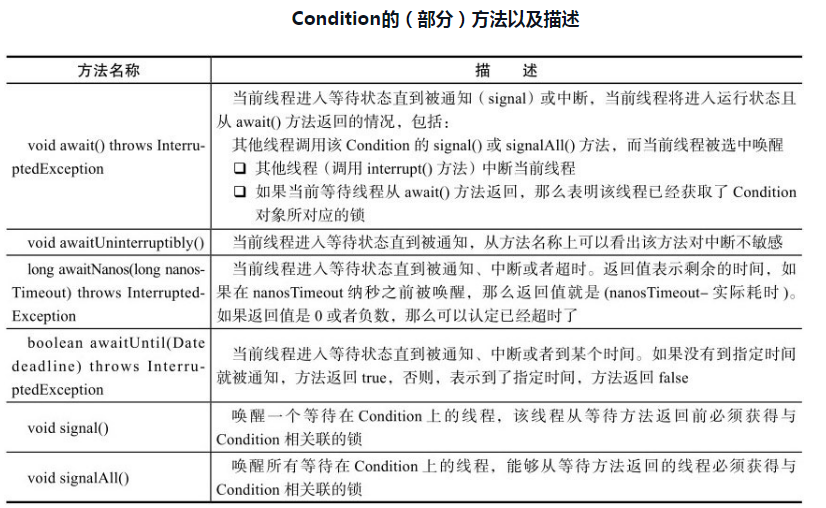 Condition的（部分）方法以及描述
方法名称
描 述
void await() throws Interru-
ptedException
当前线程进入等待状态直到被通知（signal）或中断，当前线程将进入运行状态且
从 await() 方法返回的情况，包括：
其他线程调用该 Condition 的 signal() 或 signalAll() 方法，而当前线程被选中唤醒
❑ 其他线程（调用 interrupt() 方法）中断当前线程
❑ 如果当前等待线程从 await() 方法返回，那么表明该线程已经获取了 Condition
对象所对应的锁
void awaitUninterruptibly()
当前线程进入等待状态直到被通知，从方法名称上可以看出该方法对中断不敏感
long awaitNanos(long nanos-
Timeout) throws Interrupted-
Exception
当前线程进入等待状态直到被通知、中断或者超时。返回值表示剩余的时间，如
果在 nanosTimeout 纳秒之前被唤醒，那么返回值就是 (nanosTimeout– 实际耗时 )。
如果返回值是 0 或者负数，那么可以认定已经超时了
boolean awaitUntil(Date
deadline) throws Interru-
ptedException
当前线程进入等待状态直到被通知、中断或者到某个时间。如果没有到指定时间
就被通知，方法返回 true，否则，表示到了指定时间，方法返回 false
void signal()
唤醒一个等待在 Condition 上的线程，该线程从等待方法返回前必须获得与
Condition 相关联的锁
void signalAll()
唤醒所有等待在 Condition 上的线程，能够从等待方法返回的线程必须获得与
Condition 相关联的锁